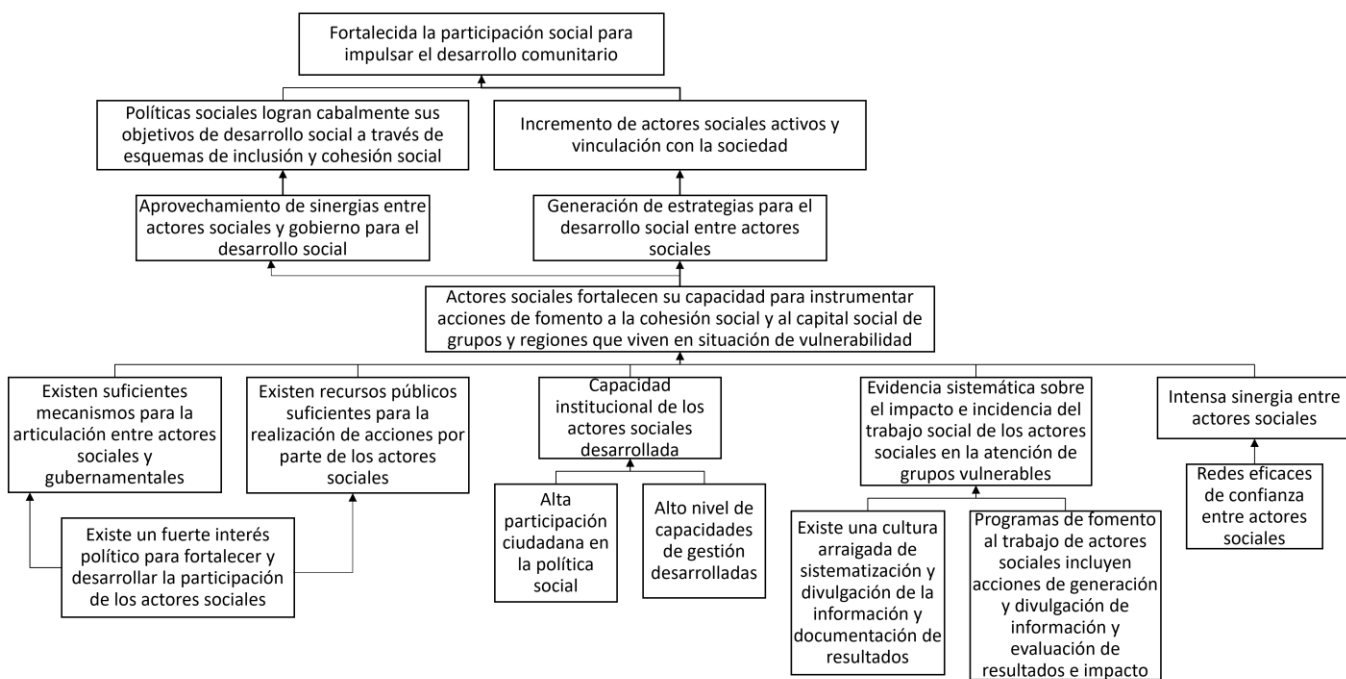 Fortalecida la participación social para
impulsar el desarrollo comunitario
Políticas sociales logran cabalmente sus
objetivos de desarrollo social a través de
esquemas de inclusión y cohesión social
Incremento de actores sociales activos y
vinculación con la sociedad
Aprovechamiento de sinergias entre
actores sociales y gobierno para el
desarrollo social
Generación de estrategias para el
desarrollo social entre actores
sociales
Actores sociales fortalecen su capacidad para instrumentar
acciones de fomento a la cohesión social y al capital social de
grupos y regiones que viven en situación de vulnerabilidad
Existen suficientes
mecanismos para la
articulación entre actores
sociales y
gubernamentales
Existen recursos públicos
suficientes para la
realización de acciones por
parte de los actores
sociales
Capacidad
institucional de los
actores sociales
desarrollada
Evidencia sistemática sobre
el impacto e incidencia del
trabajo social de los actores
sociales en la atención de
grupos vulnerables
Intensa sinergia entre
actores sociales
Existe un fuerte interés
político para fortalecer y
desarrollar la participación
de los actores sociales
Alta
participación
ciudadana en
la política
social
Alto nivel de
capacidades
de gestión
desarrolladas
Existe una cultura
arraigada de
sistematización y
divulgación de la
información y
documentación de
resultados
Programas de fomento
al trabajo de actores
sociales incluyen
acciones de generación
y divulgación de
información y
evaluación de
resultados e impacto
Redes eficaces
de confianza
entre actores
sociales